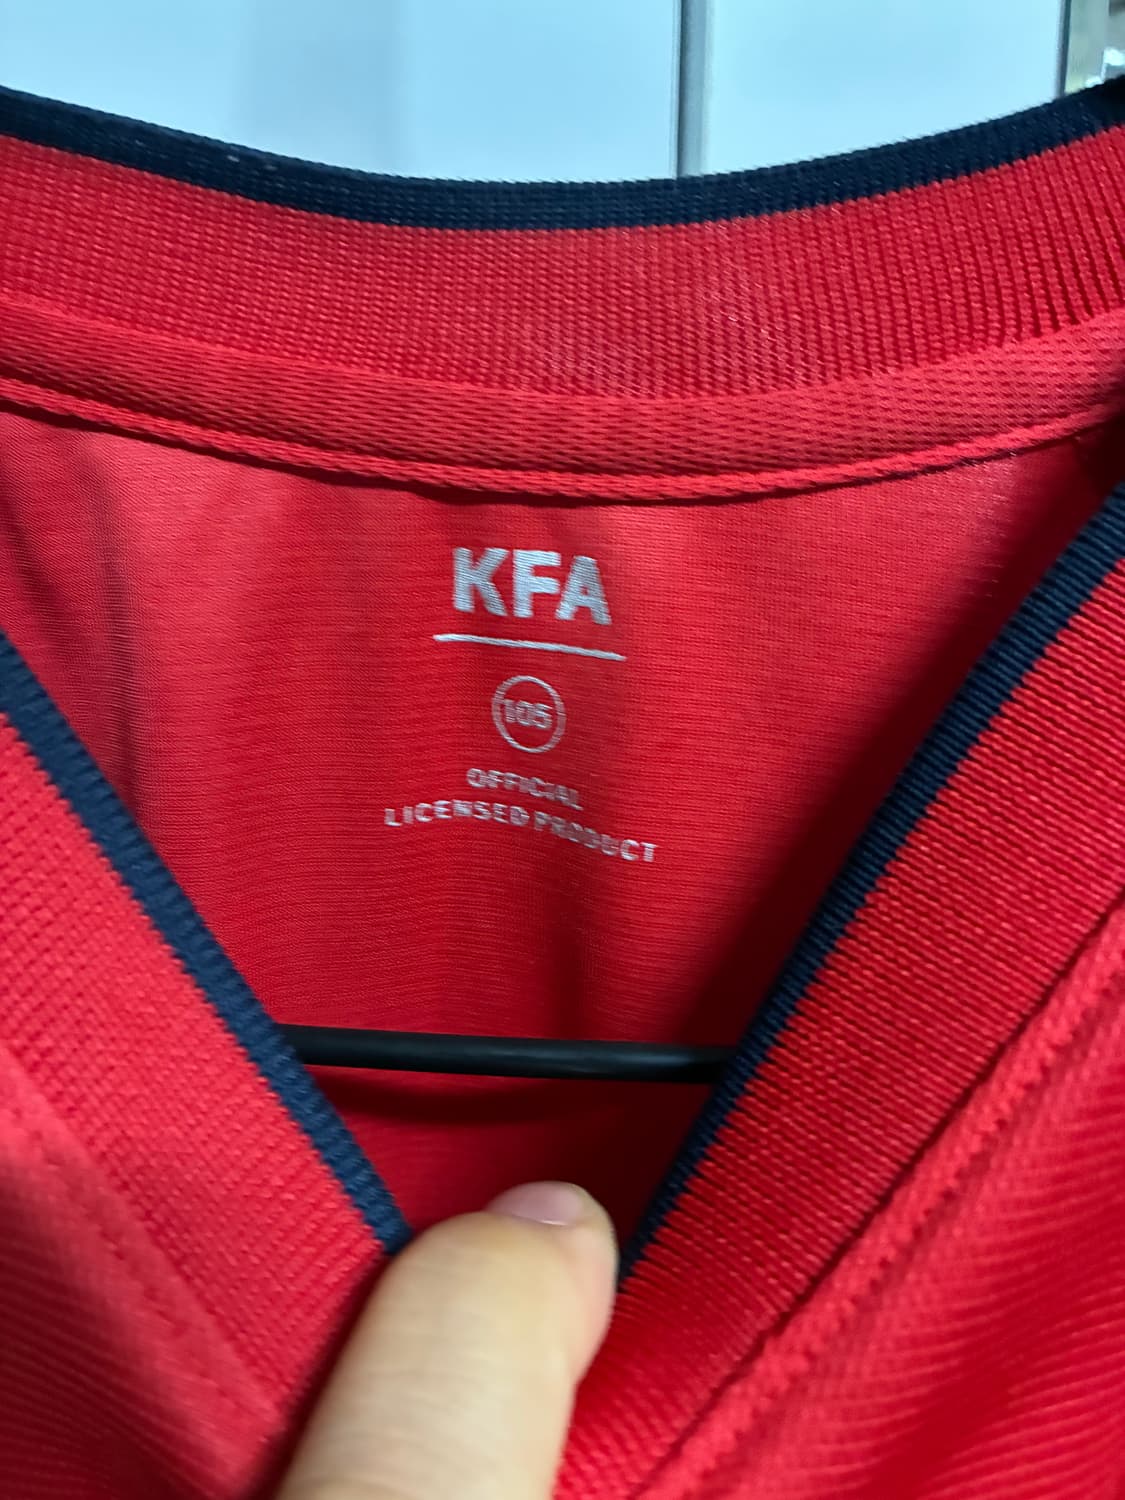 KFA
105
OFFICIAL
LICENSED PRODUCT